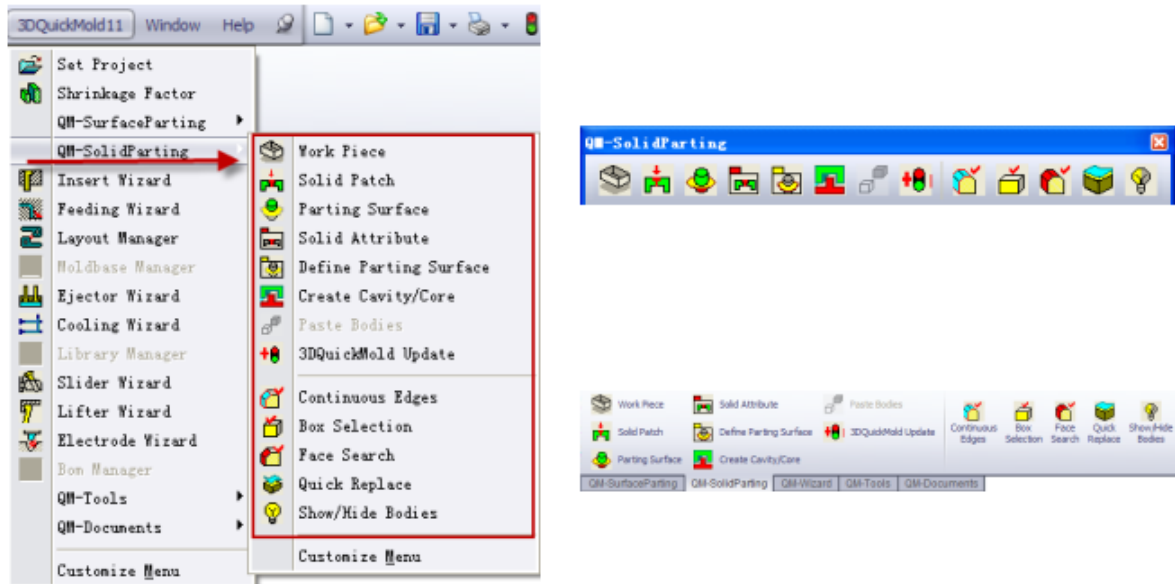 3DQuickMold11 Window Help
Set Project
Shrinkage Factor
QM-SurfaceParting
QM-SolidParting
Insert Wizard
Feeding Wizard
Layout Manager
Moldbase Manager
Ejector Wizard
Cooling Wizard
Library Manager
Slider Wizard
Lifter Wizard
Electrode Wizard
Bom Manager
QM-Tools
QM-Documents
Customize Menu
Work Piece
Solid Patch
Parting Surface
Solid Attribute
Define Parting Surface
Create Cavity/Core
Paste Bodies
3DQuickMold Update
Continuous Edges
Box Selection
Face Search
Quick Replace
Show/Hide Bodies
Customize Menu
QM-SolidParting
Work Piece
Solid Patch
Parting Surface
Solid Attribute
Define Parting Surface
Create Cavity/Core
Paste Bodies
3DQuickMold Update
Continuous
Edges
Box
Selection
Face
Search
Quick
Replace
Show/Hide
Bodies
QM-SurfaceParting QM-SolidParting QM-Wizard QM-Tools QM-Documents